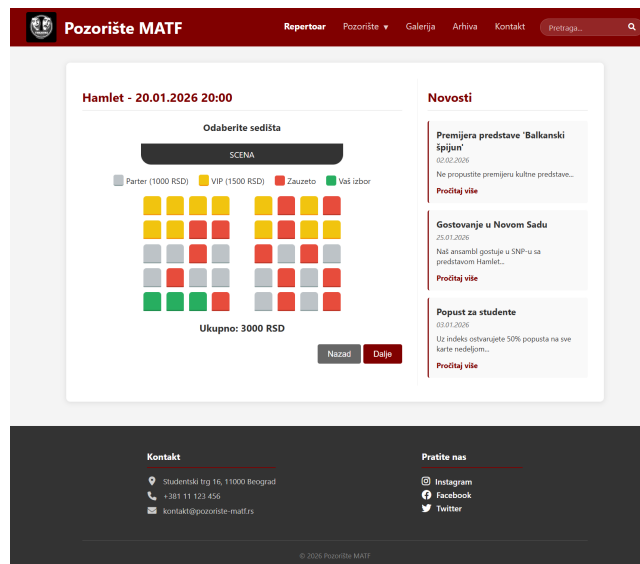 Pozorište MATF
Repertoar Pozorište ▼ Galerija Arhiva Kontakt Pretraga...
Hamlet - 20.01.2026 20:00
Odaberite sedišta
SCENA
Parter (1000 RSD) VIP (1500 RSD) Zauzeto Vaš izbor
Ukupno: 3000 RSD
Nazad Dalje
Novosti
Premijera predstave 'Balkanski
špijun'
02.02.2026
Ne propustite premijeru kultne predstave...
Pročitaj više
Gostovanje u Novom Sadu
25.01.2026
Naš ansambl gostuje u SNP-u sa
predstavom Hamlet...
Pročitaj više
Popust za studente
03.01.2026
Uz indeks ostvarujete 50% popusta na sve
karte nedeljom...
Pročitaj više
Kontakt
Studentski trg 16, 11000 Beograd
+381 11 123 456
kontakt@pozoriste-matf.rs
Pratite nas
Instagram
Facebook
Twitter
© 2026 Pozorište MATF